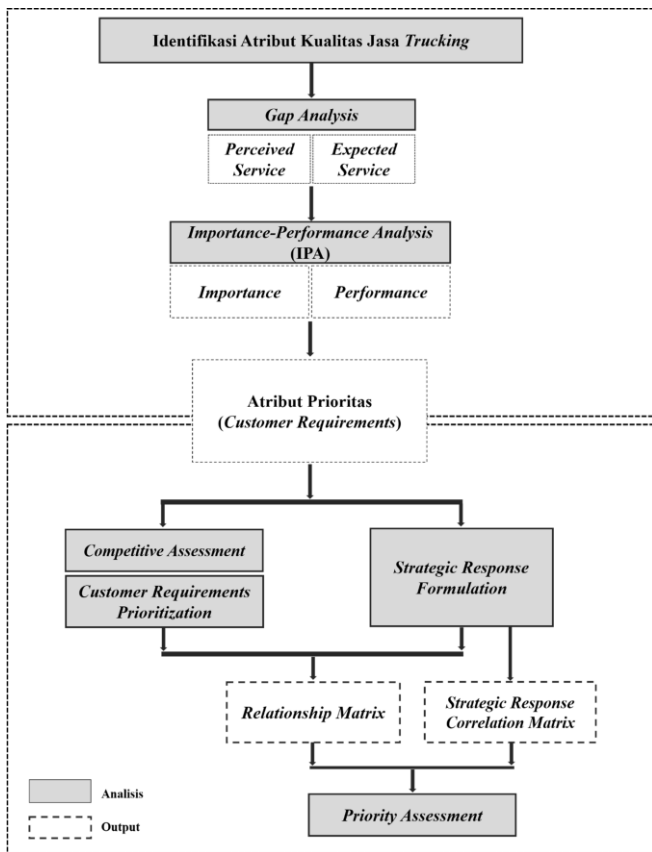 Identifikasi Atribut Kualitas Jasa Trucking
Gap Analysis
Perceived
Service
Expected
Service
Importance-Performance Analysis
(IPA)
Importance
Performance
Atribut Prioritas
(Customer Requirements)
Competitive Assessment
Customer Requirements
Prioritization
Strategic Response
Formulation
Relationship Matrix
Strategic Response
Correlation Matrix
Analisis
Output
Priority Assessment